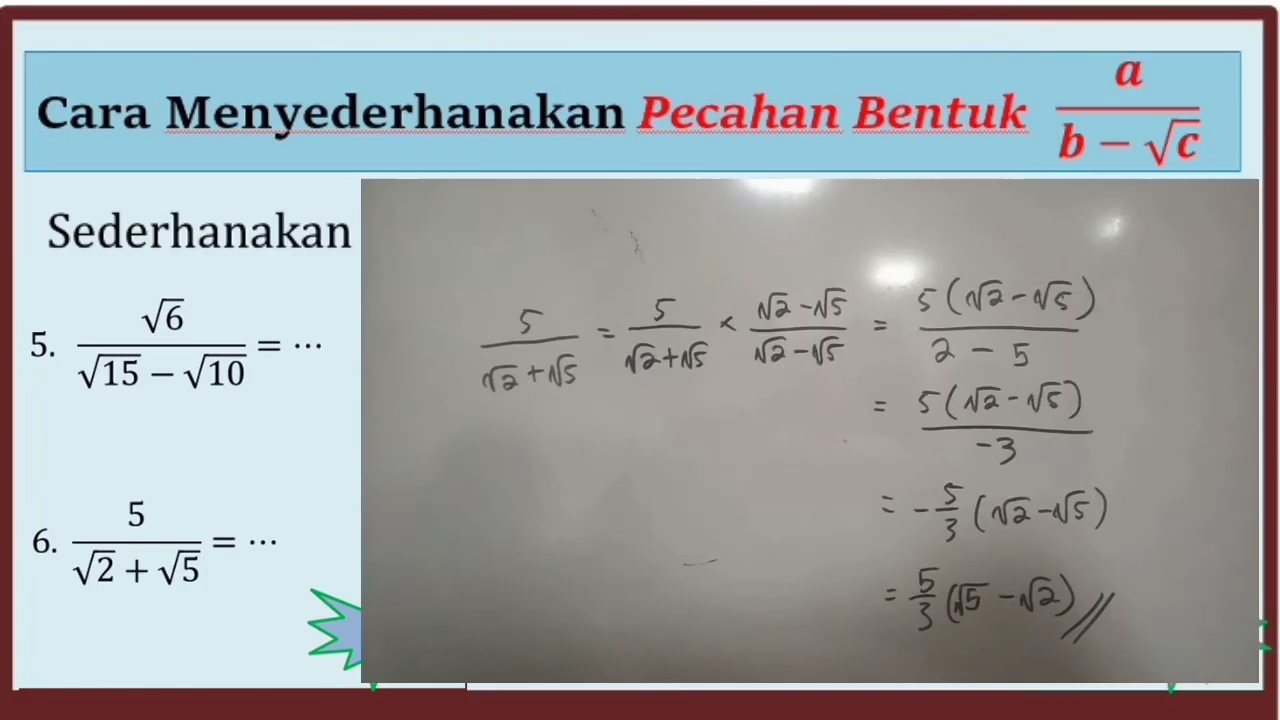 Cara Menyederhanakan Pecahan Bentuk a / (b − √c)
Sederhanakan
5. √6 / (√15 − √10) = ⋯
6. 5 / (√2 + √5) = ⋯
5 / (√2 + √5) = 5 / (√2 + √5) × (√2 − √5) / (√2 − √5) = 5(√2 − √5) / (2 − 5)
= 5(√2 − √5) / −3
= −5/3 (√2 − √5)
= 5/3 (√5 − √2) //